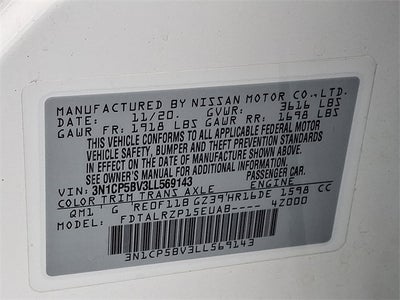 MANUFACTURED BY NISSAN MOTOR CO.,LTD.
DATE: 11/20. GVWR: 3616 LBS
GAWR FR: 1918 LBS GAWR RR: 1698 LBS
THIS VEHICLE CONFORMS TO ALL APPLICABLE FEDERAL MOTOR
VEHICLE SAFETY, BUMPER AND THEFT PREVENTION STANDARDS
IN EFFECT ON THE DATE OF MANUFACTURE SHOWN ABOVE.
SEE OWNER'S MANUAL. PASSENGER CAR.
VIN: 3N1CP5BV3LL569143
COLOR TRIM TRANS AXLE ENGINE
QM1 G RE0F11B GZ39 HR16DE 1598 CC
MODEL: FDTALRZP15EUAB---- 4Z000
3N1CP5BV3LL569143